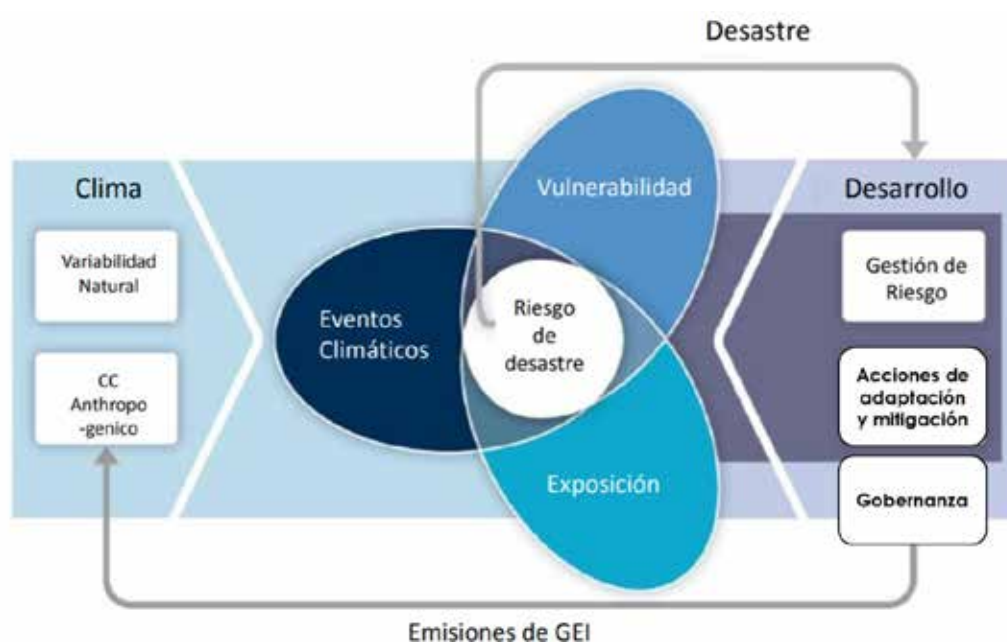 Desastre
Clima
Variabilidad
Natural
CC
Anthropo
-genico
Eventos
Climáticos
Vulnerabilidad
Riesgo
de
desastre
Exposición
Desarrollo
Gestión de
Riesgo
Acciones de
adaptación
y mitigación
Gobernanza
Emisiones de GEI